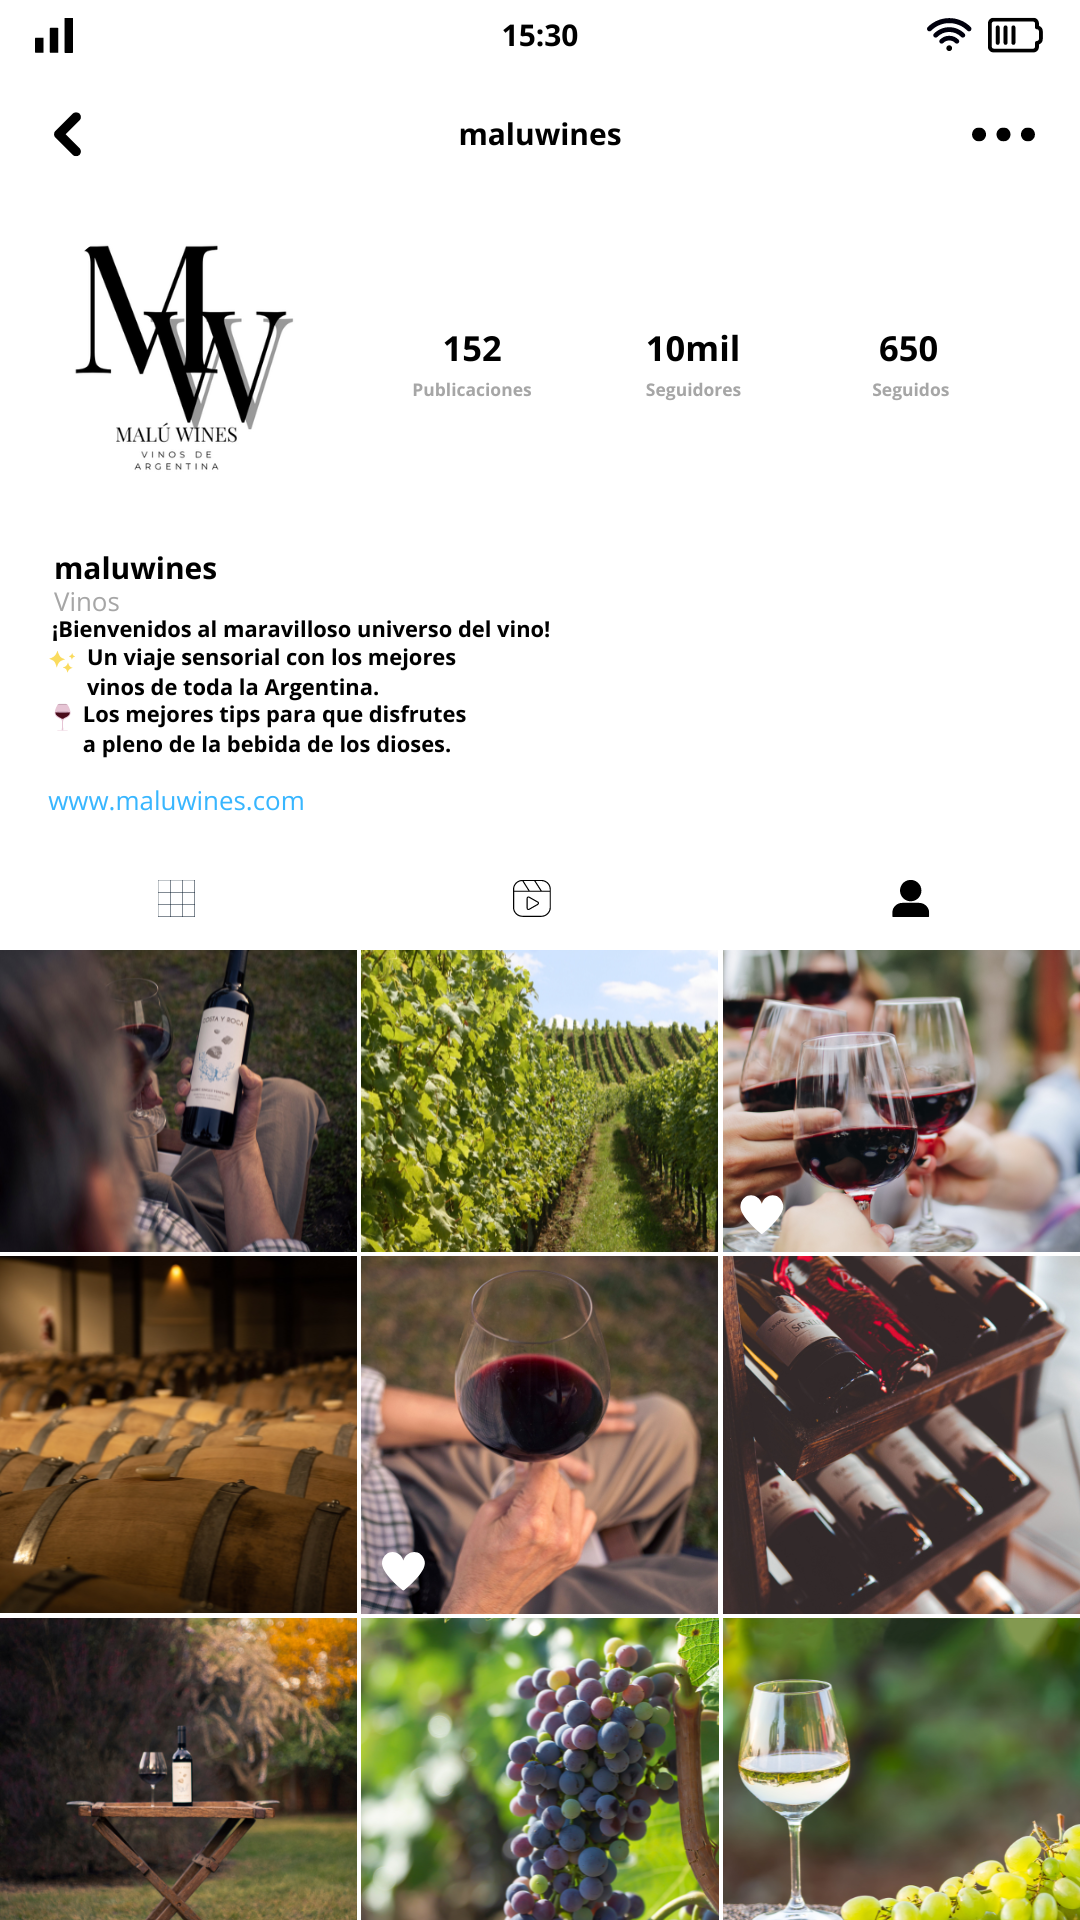 15:30
maluwines
MW
MALÚ WINES
VINOS DE
ARGENTINA
152
Publicaciones
10mil
Seguidores
650
Seguidos
maluwines
Vinos
¡Bienvenidos al maravilloso universo del vino!
Un viaje sensorial con los mejores
vinos de toda la Argentina.
Los mejores tips para que disfrutes
a pleno de la bebida de los dioses.
www.maluwines.com
COSTA Y ROCA